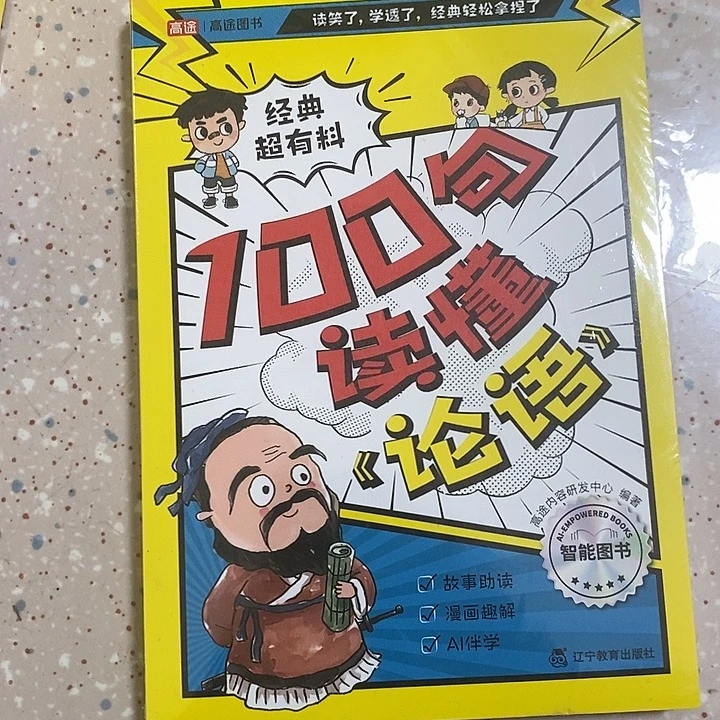 高途 | 高途图书
读笑了,学透了,经典轻松拿捏了
经典
超有料
100句
读懂
《论语》
高途内容研发中心 编著
AI-EMPOWERED BOOKS
智能图书
故事助读
漫画趣解
AI伴学
辽宁教育出版社